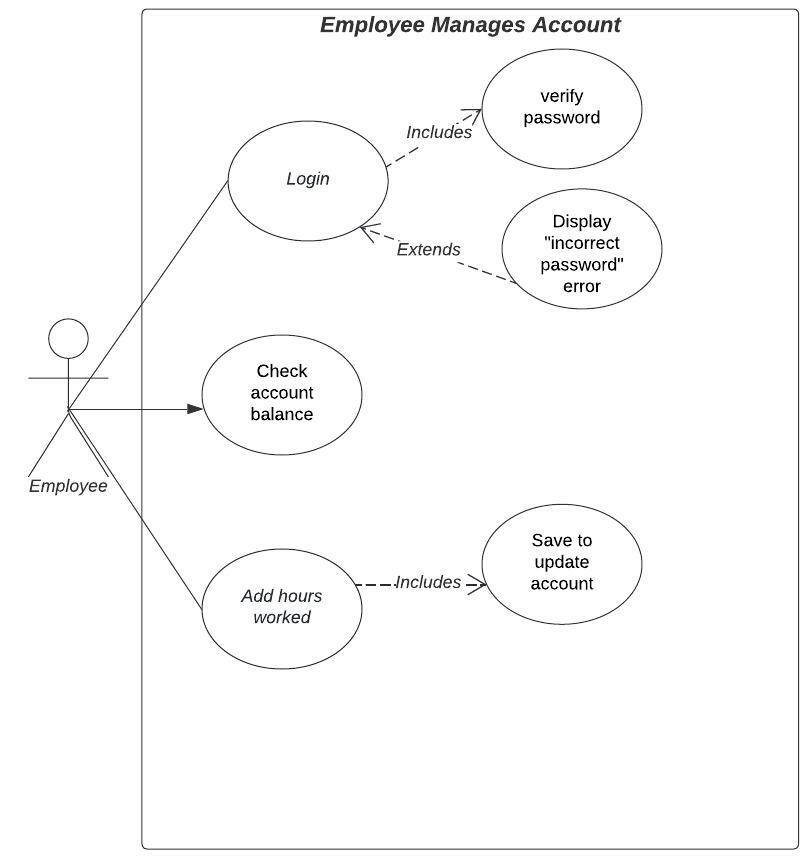 Employee Manages Account
verify
password
Includes
Login
Display
"incorrect
password"
error
Extends
Check
account
balance
Employee
Save to
update
account
Includes
Add hours
worked